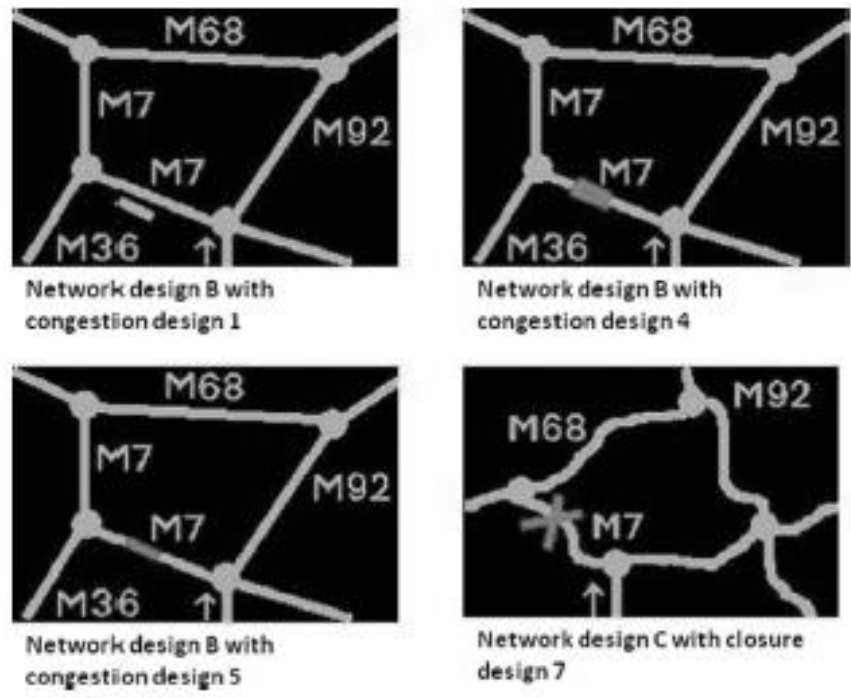 M68
M7
M92
M7
M36
↑
Network design B with
congestion design 1
M68
M7
M92
M7
M36
↑
Network design B with
congestion design 4
M68
M7
M92
M7
M36
↑
Network design B with
congestion design 5
M92
M68
M7
↑
Network design C with closure
design 7